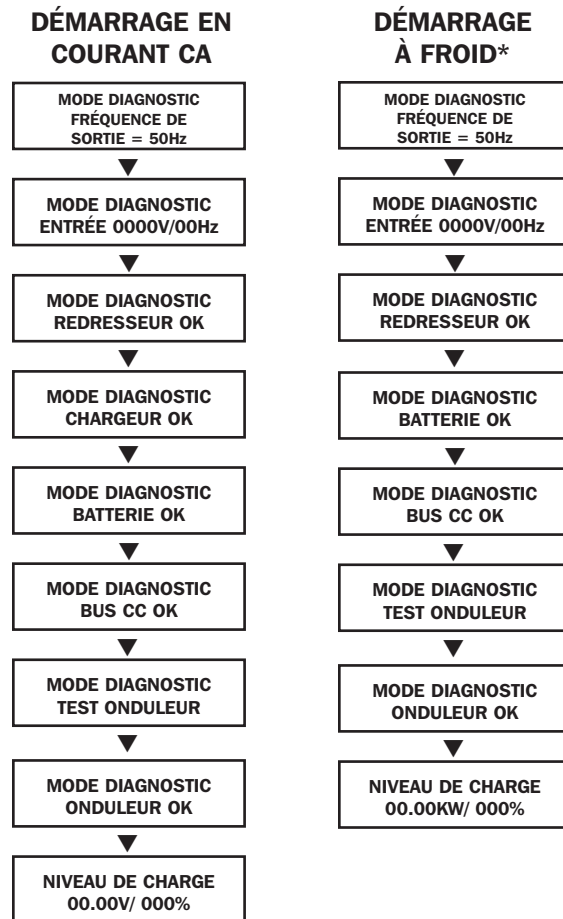 DÉMARRAGE EN
COURANT CA
MODE DIAGNOSTIC
FRÉQUENCE DE
SORTIE = 50Hz
MODE DIAGNOSTIC
ENTRÉE 0000V/00Hz
MODE DIAGNOSTIC
REDRESSEUR OK
MODE DIAGNOSTIC
CHARGEUR OK
MODE DIAGNOSTIC
BATTERIE OK
MODE DIAGNOSTIC
BUS CC OK
MODE DIAGNOSTIC
TEST ONDULEUR
MODE DIAGNOSTIC
ONDULEUR OK
NIVEAU DE CHARGE
00.00V/ 000%
DÉMARRAGE
À FROID*
MODE DIAGNOSTIC
FRÉQUENCE DE
SORTIE = 50Hz
MODE DIAGNOSTIC
ENTRÉE 0000V/00Hz
MODE DIAGNOSTIC
REDRESSEUR OK
MODE DIAGNOSTIC
BATTERIE OK
MODE DIAGNOSTIC
BUS CC OK
MODE DIAGNOSTIC
TEST ONDULEUR
MODE DIAGNOSTIC
ONDULEUR OK
NIVEAU DE CHARGE
00.00KW/ 000%